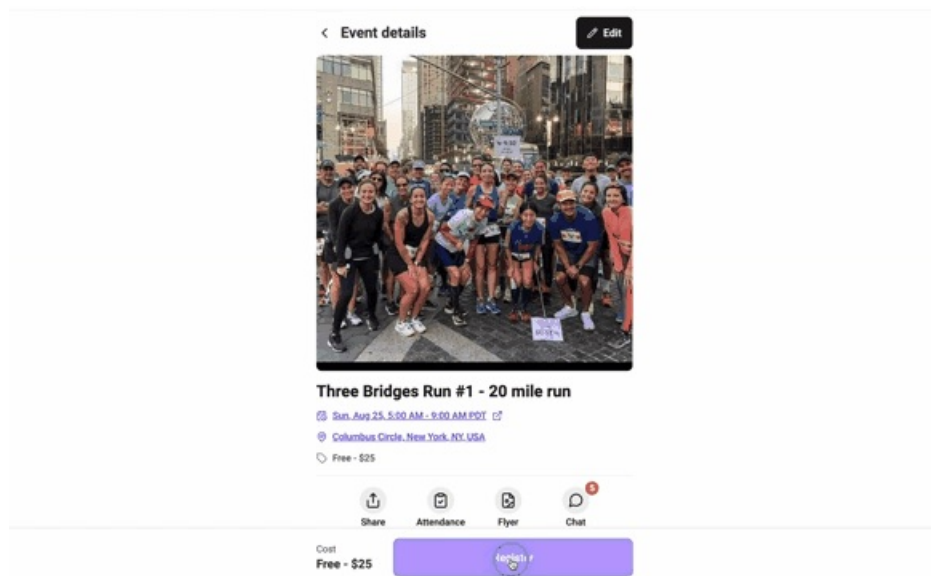 Event details
Edit
Three Bridges Run #1 - 20 mile run
Sun, Aug 25, 5:00 AM - 9:00 AM PDT
Columbus Circle, New York, NY, USA
Free - $25
5
Share
Attendance
Flyer
Chat
Cost
Free - $25
Register